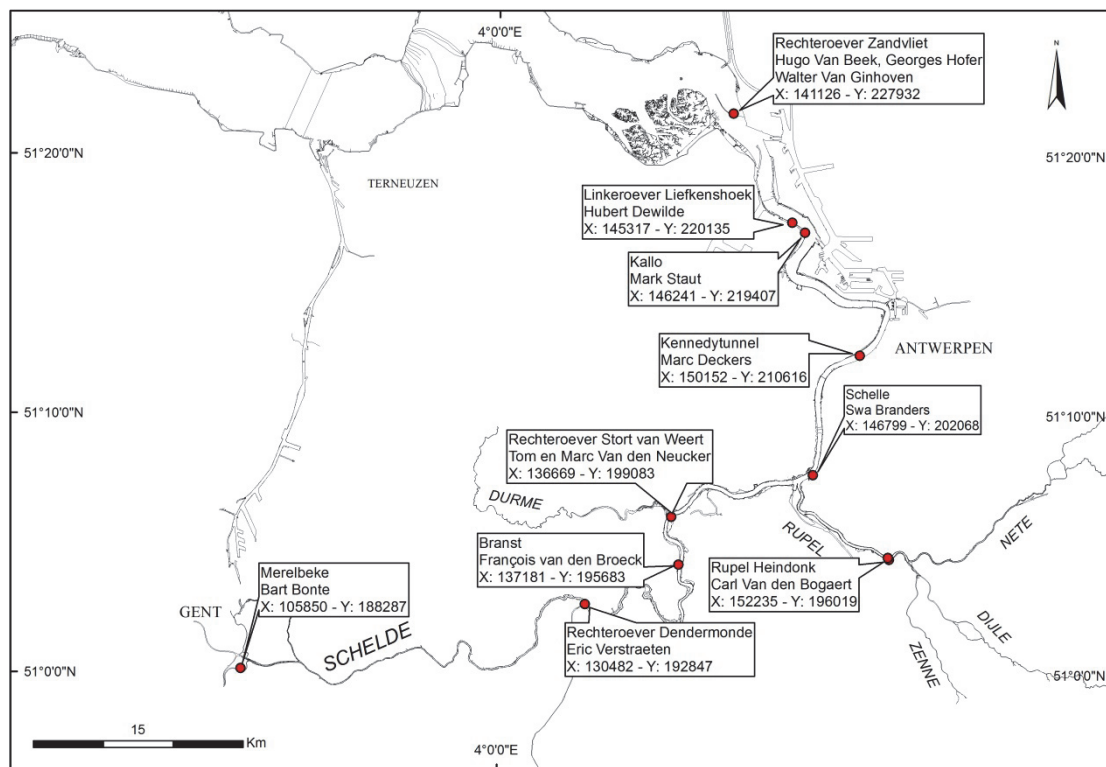 4°0'0"E
N
Rechteroever Zandvliet
Hugo Van Beek, Georges Hofer
Walter Van Ginhoven
X: 141126 - Y: 227932
51°20'0"N
51°20'0"N
TERNEUZEN
Linkeroever Liefkenshoek
Hubert Dewilde
X: 145317 - Y: 220135
Kallo
Mark Staut
X: 146241 - Y: 219407
Kennedytunnel
Marc Deckers
X: 150152 - Y: 210616
ANTWERPEN
Schelle
Swa Branders
X: 146799 - Y: 202068
51°10'0"N
51°10'0"N
Rechteroever Stort van Weert
Tom en Marc Van den Neucker
X: 136669 - Y: 199083
DURME
RUPEL
NETE
Branst
François van den Broeck
X: 137181 - Y: 195683
Rupel Heindonk
Carl Van den Bogaert
X: 152235 - Y: 196019
Merelbeke
Bart Bonte
X: 105850 - Y: 188287
GENT
SCHELDE
Rechteroever Dendermonde
Eric Verstraeten
X: 130482 - Y: 192847
DIJLE
ZENNE
51°0'0"N
51°0'0"N
15
Km
4°0'0"E